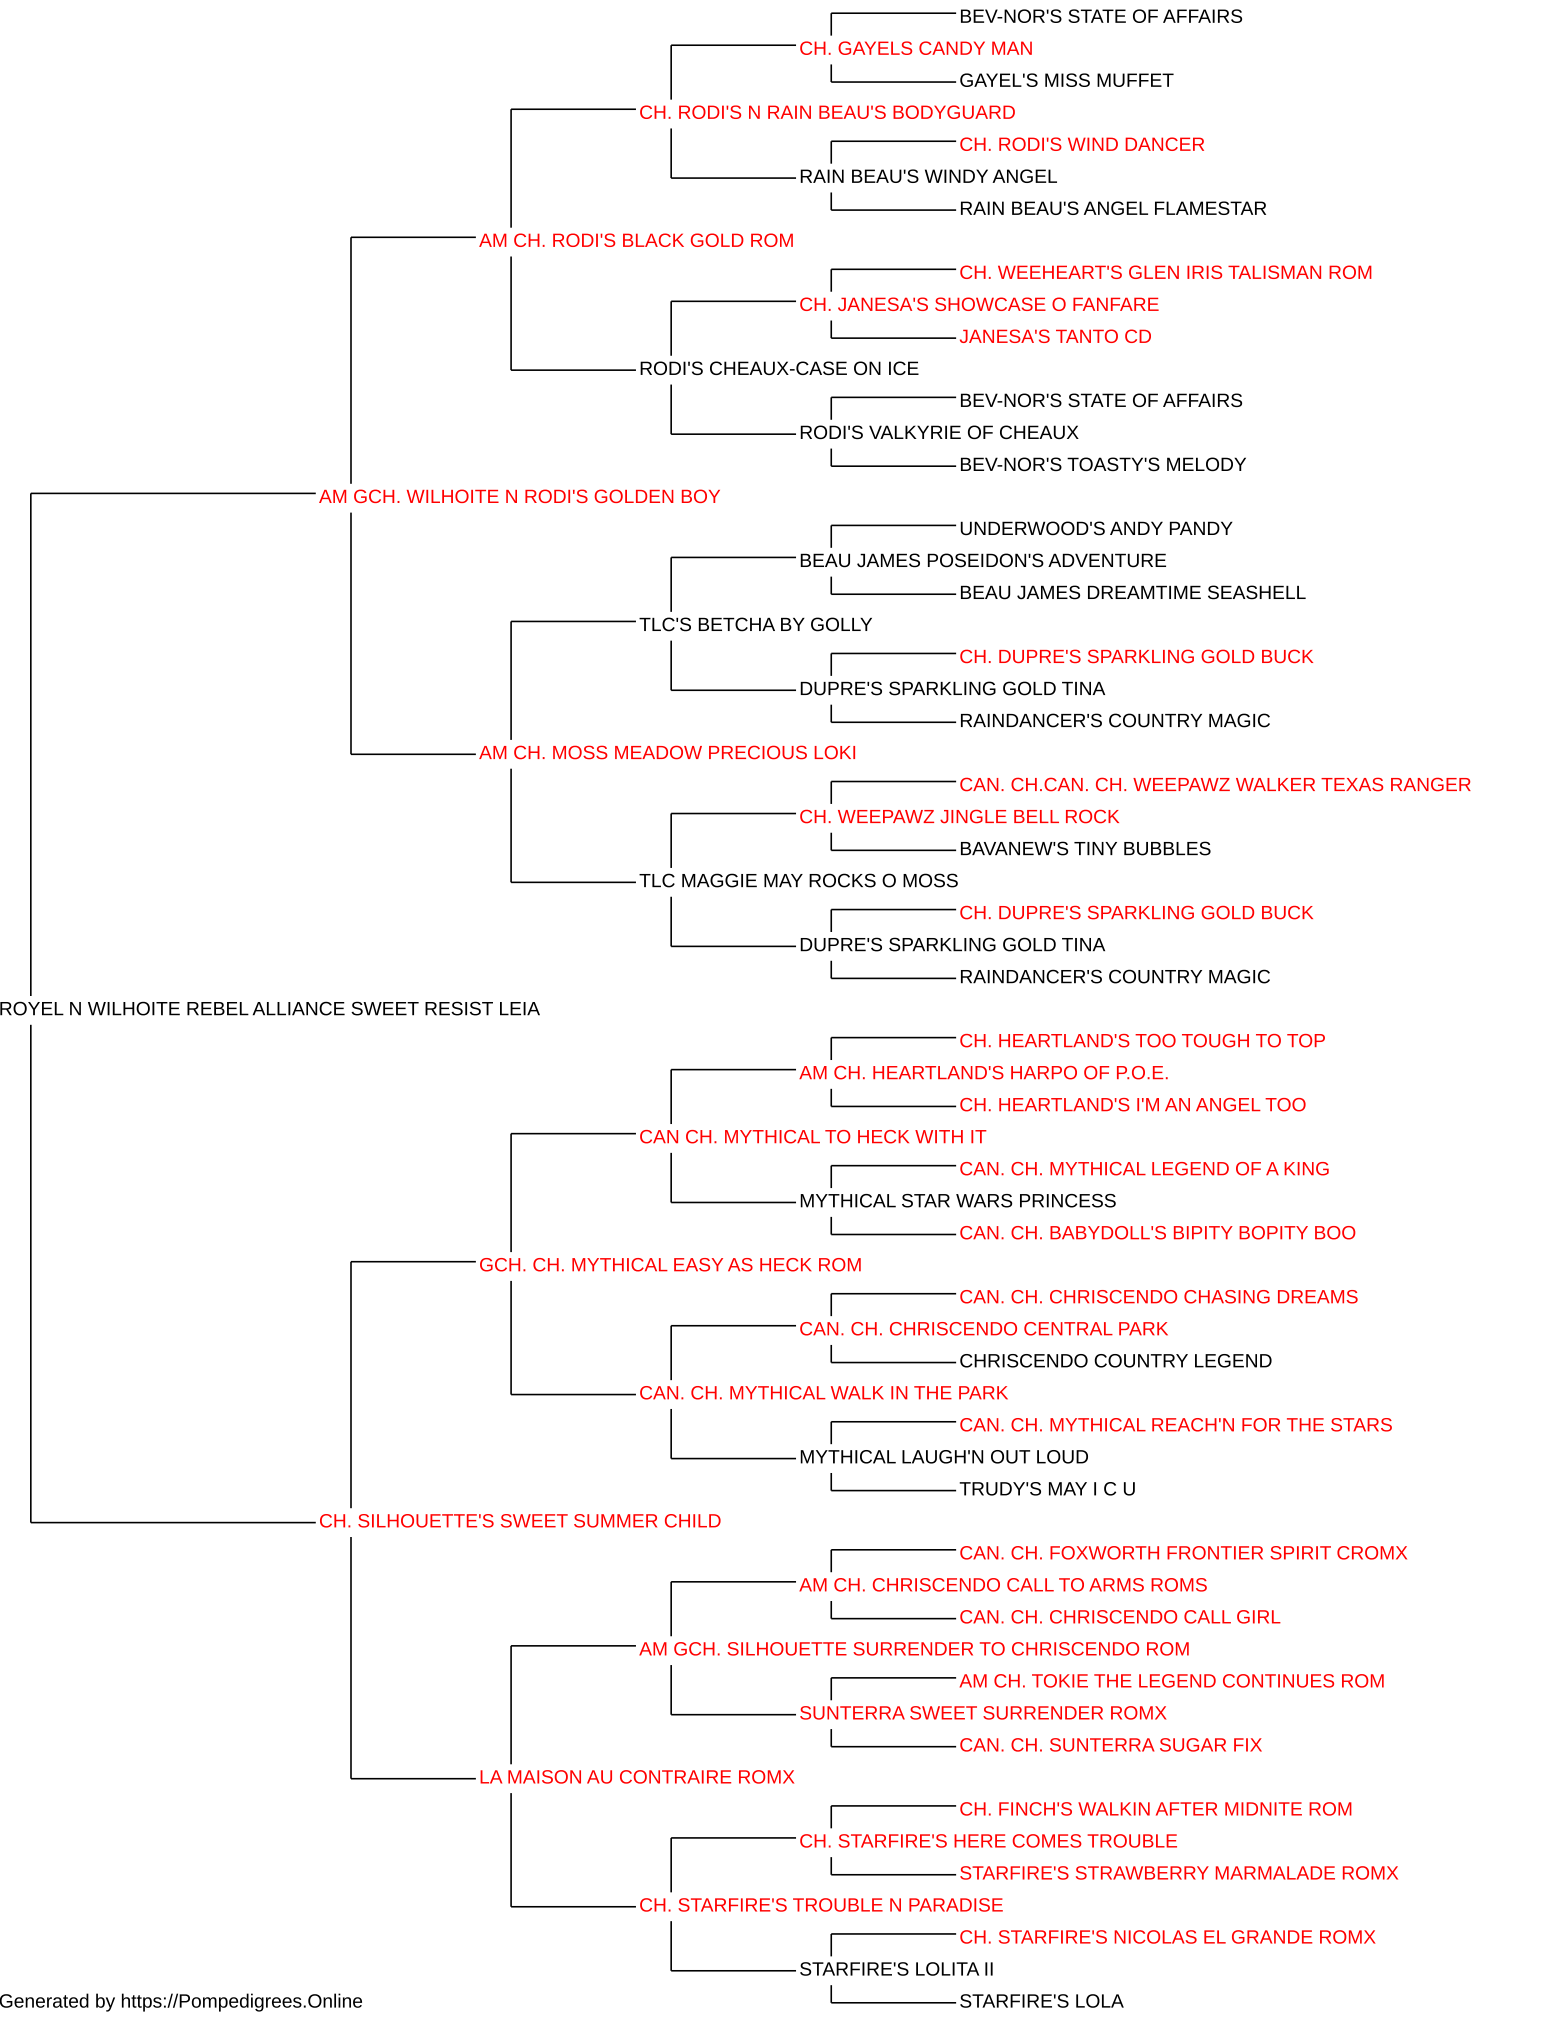 BEV-NOR'S STATE OF AFFAIRS
CH. GAYELS CANDY MAN
GAYEL'S MISS MUFFET
CH. RODI'S N RAIN BEAU'S BODYGUARD
CH. RODI'S WIND DANCER
RAIN BEAU'S WINDY ANGEL
RAIN BEAU'S ANGEL FLAMESTAR
AM CH. RODI'S BLACK GOLD ROM
CH. WEEHEART'S GLEN IRIS TALISMAN ROM
CH. JANESA'S SHOWCASE O FANFARE
JANESA'S TANTO CD
RODI'S CHEAUX-CASE ON ICE
BEV-NOR'S STATE OF AFFAIRS
RODI'S VALKYRIE OF CHEAUX
BEV-NOR'S TOASTY'S MELODY
AM GCH. WILHOITE N RODI'S GOLDEN BOY
UNDERWOOD'S ANDY PANDY
BEAU JAMES POSEIDON'S ADVENTURE
BEAU JAMES DREAMTIME SEASHELL
TLC'S BETCHA BY GOLLY
CH. DUPRE'S SPARKLING GOLD BUCK
DUPRE'S SPARKLING GOLD TINA
RAINDANCER'S COUNTRY MAGIC
AM CH. MOSS MEADOW PRECIOUS LOKI
CAN. CH.CAN. CH. WEEPAWZ WALKER TEXAS RANGER
CH. WEEPAWZ JINGLE BELL ROCK
BAVANEW'S TINY BUBBLES
TLC MAGGIE MAY ROCKS O MOSS
CH. DUPRE'S SPARKLING GOLD BUCK
DUPRE'S SPARKLING GOLD TINA
RAINDANCER'S COUNTRY MAGIC
ROYEL N WILHOITE REBEL ALLIANCE SWEET RESIST LEIA
CH. HEARTLAND'S TOO TOUGH TO TOP
AM CH. HEARTLAND'S HARPO OF P.O.E.
CH. HEARTLAND'S I'M AN ANGEL TOO
CAN CH. MYTHICAL TO HECK WITH IT
CAN. CH. MYTHICAL LEGEND OF A KING
MYTHICAL STAR WARS PRINCESS
CAN. CH. BABYDOLL'S BIPITY BOPITY BOO
GCH. CH. MYTHICAL EASY AS HECK ROM
CAN. CH. CHRISCENDO CHASING DREAMS
CAN. CH. CHRISCENDO CENTRAL PARK
CHRISCENDO COUNTRY LEGEND
CAN. CH. MYTHICAL WALK IN THE PARK
CAN. CH. MYTHICAL REACH'N FOR THE STARS
MYTHICAL LAUGH'N OUT LOUD
TRUDY'S MAY I C U
CH. SILHOUETTE'S SWEET SUMMER CHILD
CAN. CH. FOXWORTH FRONTIER SPIRIT CROMX
AM CH. CHRISCENDO CALL TO ARMS ROMS
CAN. CH. CHRISCENDO CALL GIRL
AM GCH. SILHOUETTE SURRENDER TO CHRISCENDO ROM
AM CH. TOKIE THE LEGEND CONTINUES ROM
SUNTERRA SWEET SURRENDER ROMX
CAN. CH. SUNTERRA SUGAR FIX
LA MAISON AU CONTRAIRE ROMX
CH. FINCH'S WALKIN AFTER MIDNITE ROM
CH. STARFIRE'S HERE COMES TROUBLE
STARFIRE'S STRAWBERRY MARMALADE ROMX
CH. STARFIRE'S TROUBLE N PARADISE
CH. STARFIRE'S NICOLAS EL GRANDE ROMX
STARFIRE'S LOLITA II
STARFIRE'S LOLA
Generated by https://Pompedigrees.Online